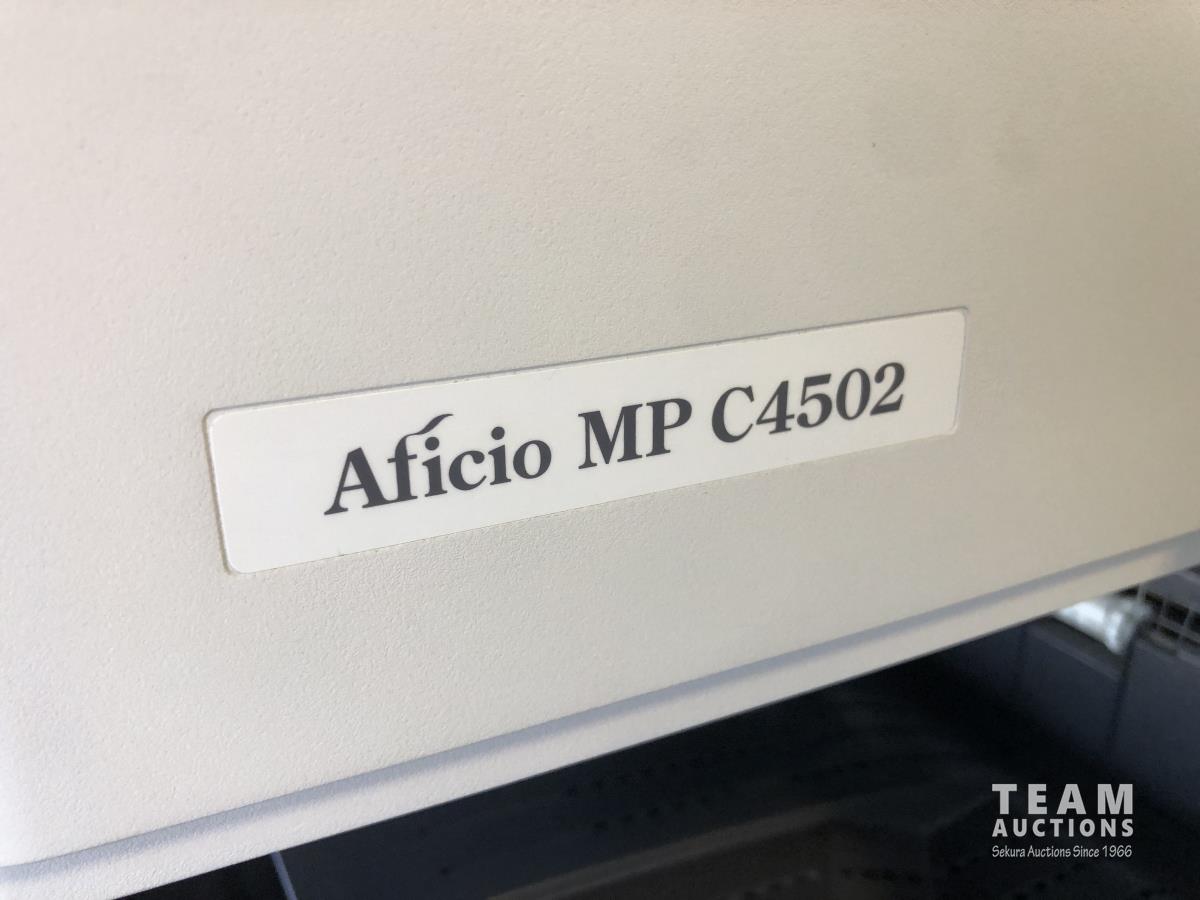 Aficio MP C4502
TEAM
AUCTIONS
Sekura Auctions Since 1966